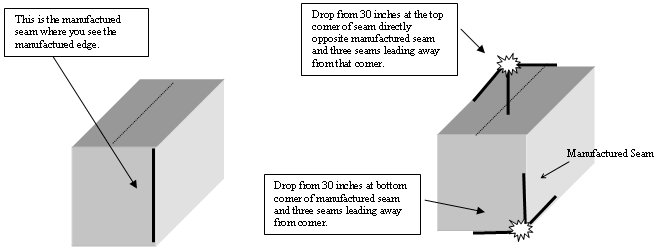 This is the manufactured
seam where you see the
manufactured edge.
Drop from 30 inches at the top
corner of seam directly
opposite manufactured seam
and three seams leading away
from that corner.
Manufactured Seam
Drop from 30 inches at bottom
corner of manufactured seam
and three seams leading away
from corner.